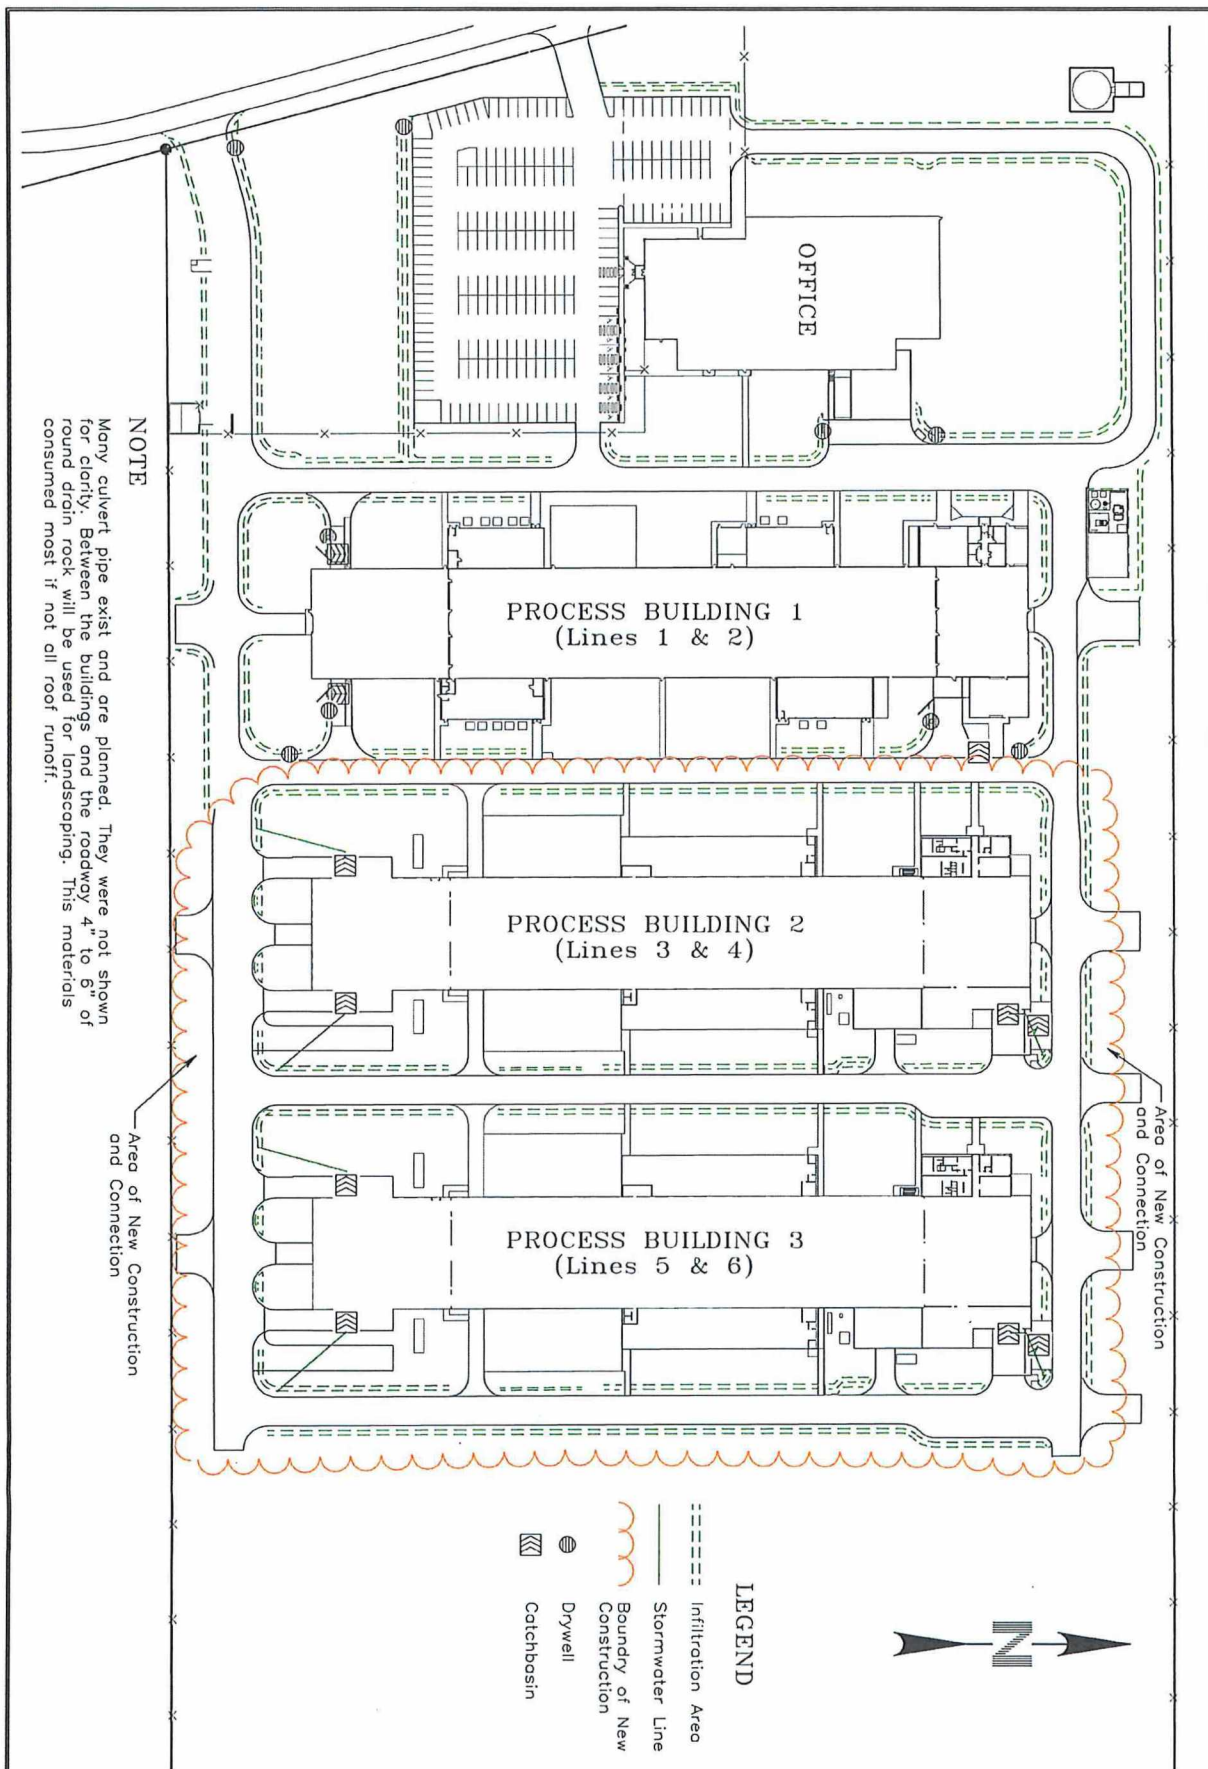 OFFICE
PROCESS BUILDING 1
(Lines 1 & 2)
PROCESS BUILDING 2
(Lines 3 & 4)
PROCESS BUILDING 3
(Lines 5 & 6)
Area of New Construction
and Connection
Area of New Construction
and Connection
NOTE
Many culvert pipe exist and are planned. They were not shown
for clarity. Between the buildings and the roadway 4" to 6" of
round drain rock will be used for landscaping. This materials
consumed most if not all roof runoff.
LEGEND
Infiltration Area
Stormwater Line
Boundry of New
Construction
Drywell
Catchbasin
N